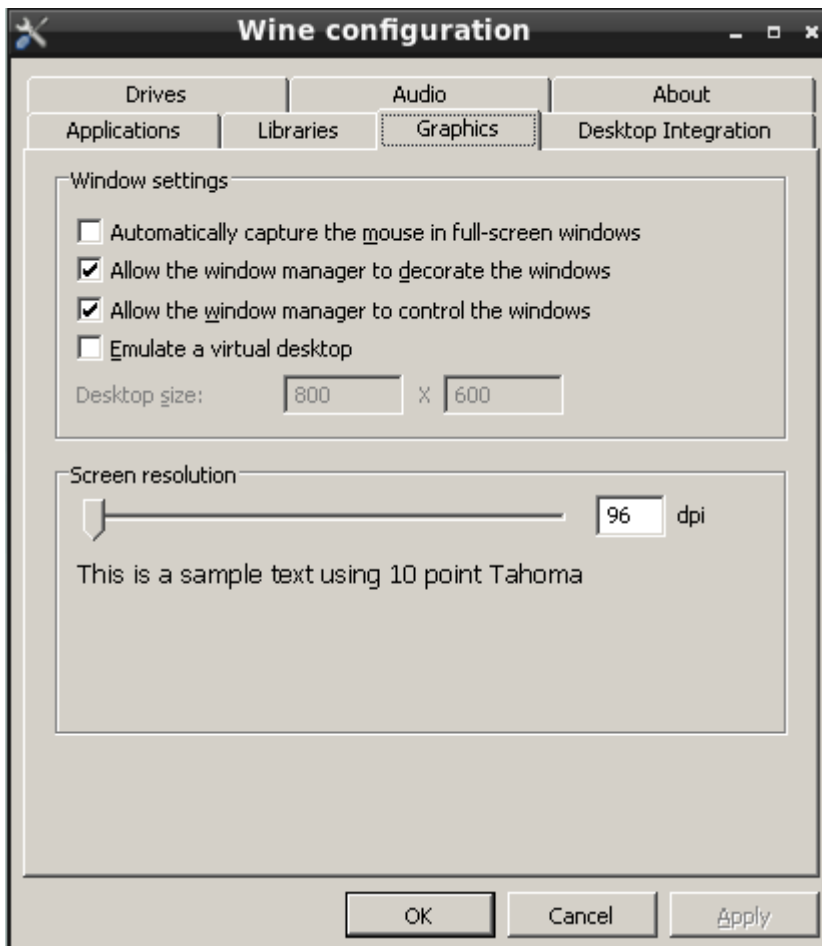 Wine configuration
Drives Audio About
Applications Libraries Graphics Desktop Integration
Window settings
Automatically capture the mouse in full-screen windows
Allow the window manager to decorate the windows
Allow the window manager to control the windows
Emulate a virtual desktop
Desktop size: 800 X 600
Screen resolution
96 dpi
This is a sample text using 10 point Tahoma
OK Cancel Apply